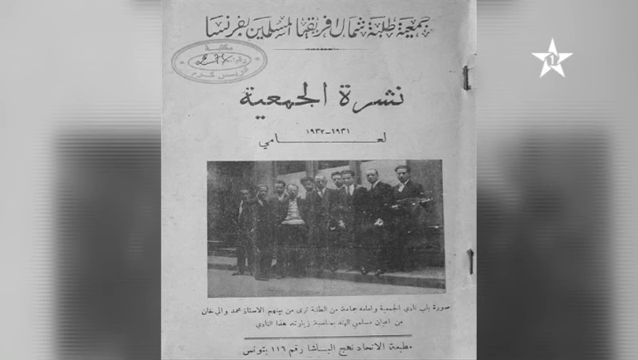 جمعية طلبة شمال افريقيا المسلمين بفرنسا
مكتبة
نشرة الجمعية
١٩٣١-١٩٣٢
لعامي
صورة باب نادي الجمعية وامامه جماعة من الطلبة ترى من بينهم الاستاذ محمد والي خان
من اعيان مسلمي الهند بمناسبة زيارته هذا النادي
مطبعة الاتحاد نهج الباشا رقم ١١٦ بتونس
1